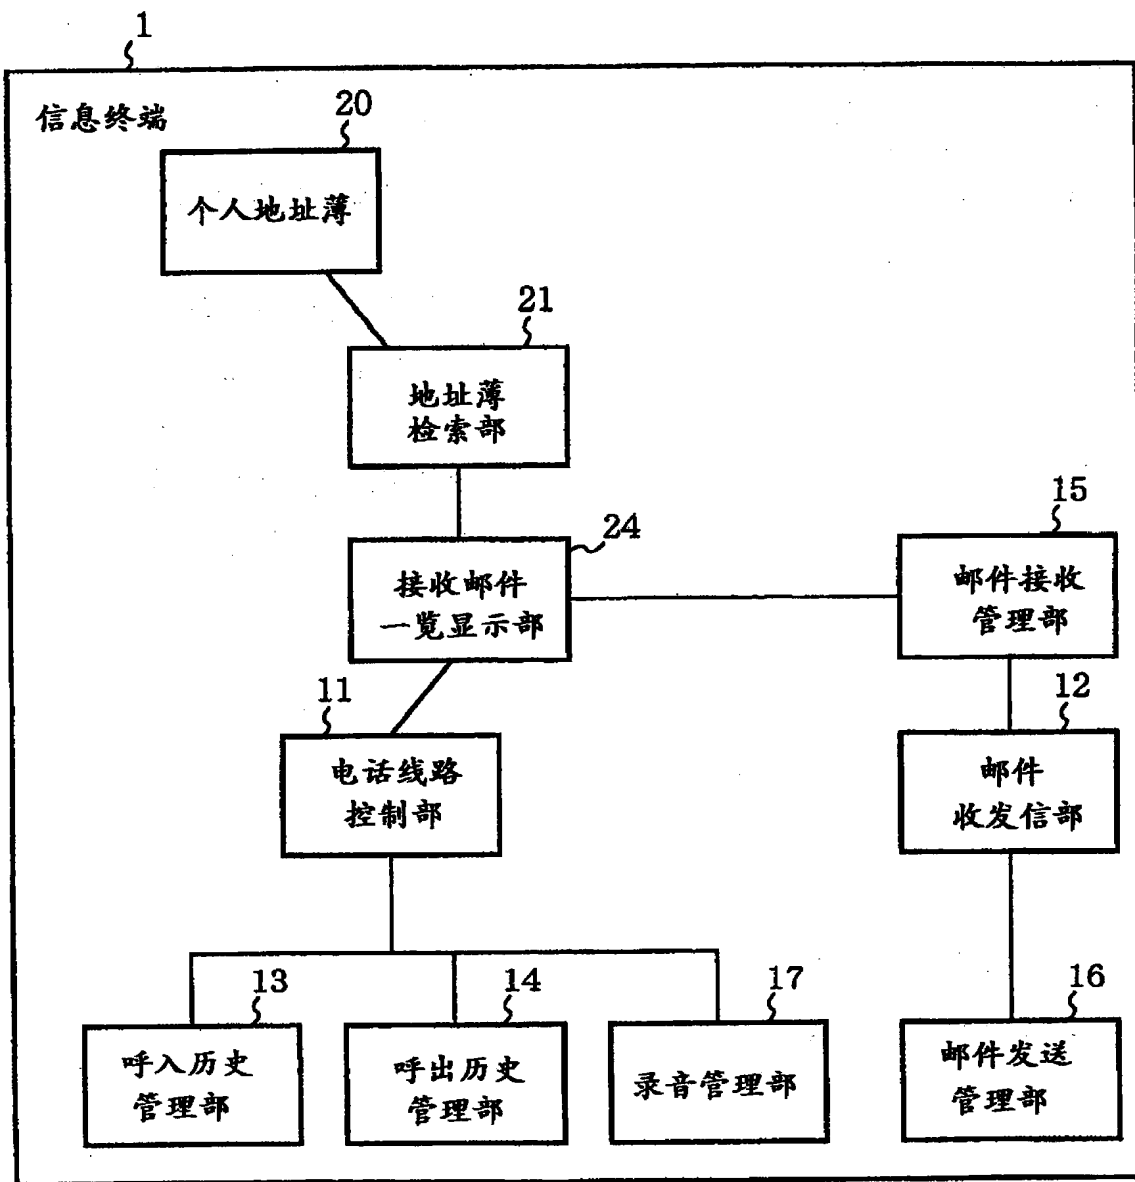 1
信息终端
20
个人地址薄
21
地址薄
检索部
24
接收邮件
一览显示部
15
邮件接收
管理部
11
电话线路
控制部
12
邮件
收发信部
13
呼入历史
管理部
14
呼出历史
管理部
17
录音管理部
16
邮件发送
管理部